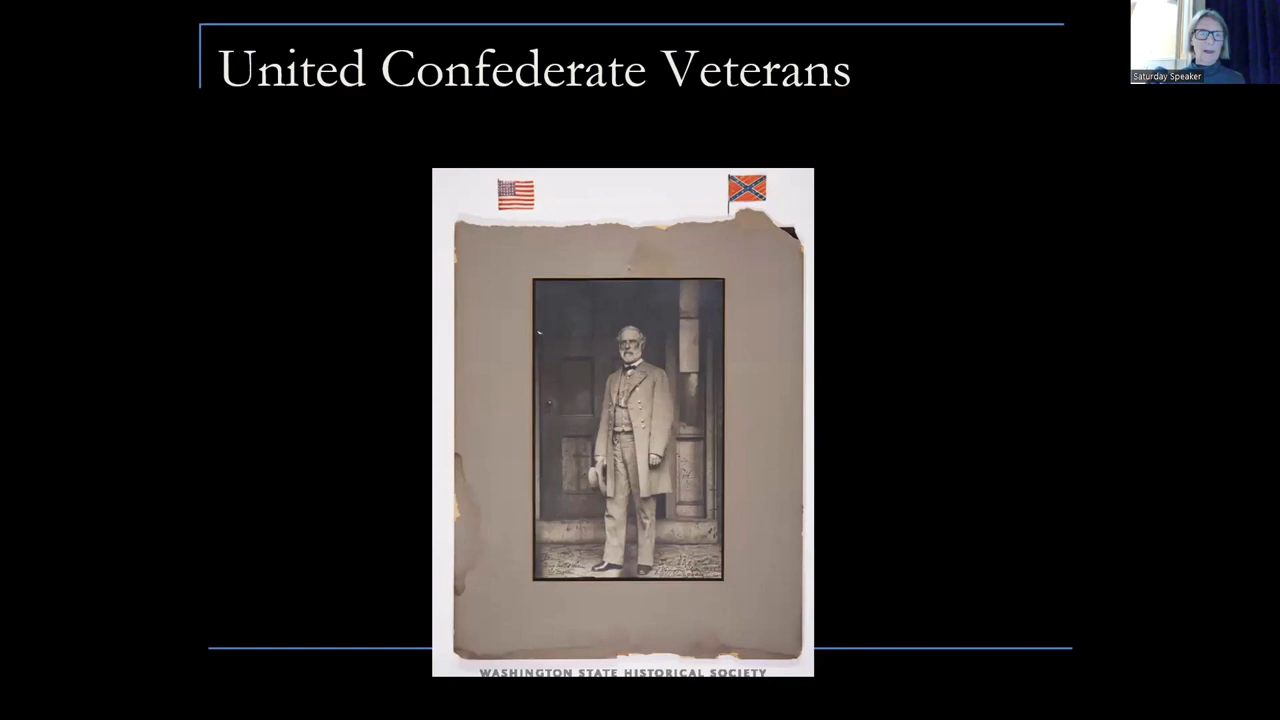 United Confederate Veterans
Saturday Speaker
WASHINGTON STATE HISTORICAL SOCIETY